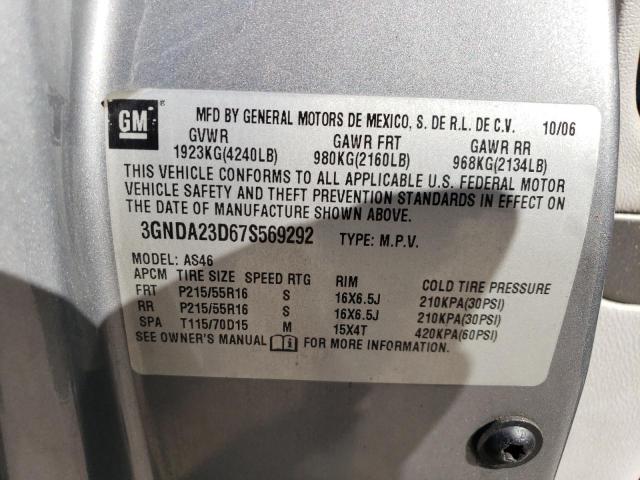 GM ® MFD BY GENERAL MOTORS DE MEXICO, S. DE R.L. DE C.V. 10/06
GVWR GAWR FRT GAWR RR
1923KG(4240LB) 980KG(2160LB) 968KG(2134LB)
THIS VEHICLE CONFORMS TO ALL APPLICABLE U.S. FEDERAL MOTOR
VEHICLE SAFETY AND THEFT PREVENTION STANDARDS IN EFFECT ON
THE DATE OF MANUFACTURE SHOWN ABOVE.
3GNDA23D67S569292 TYPE: M.P.V.
MODEL: AS46
APCM TIRE SIZE SPEED RTG RIM COLD TIRE PRESSURE
FRT P215/55R16 S 16X6.5J 210KPA(30PSI)
RR P215/55R16 S 16X6.5J 210KPA(30PSI)
SPA T115/70D15 M 15X4T 420KPA(60PSI)
SEE OWNER'S MANUAL FOR MORE INFORMATION.